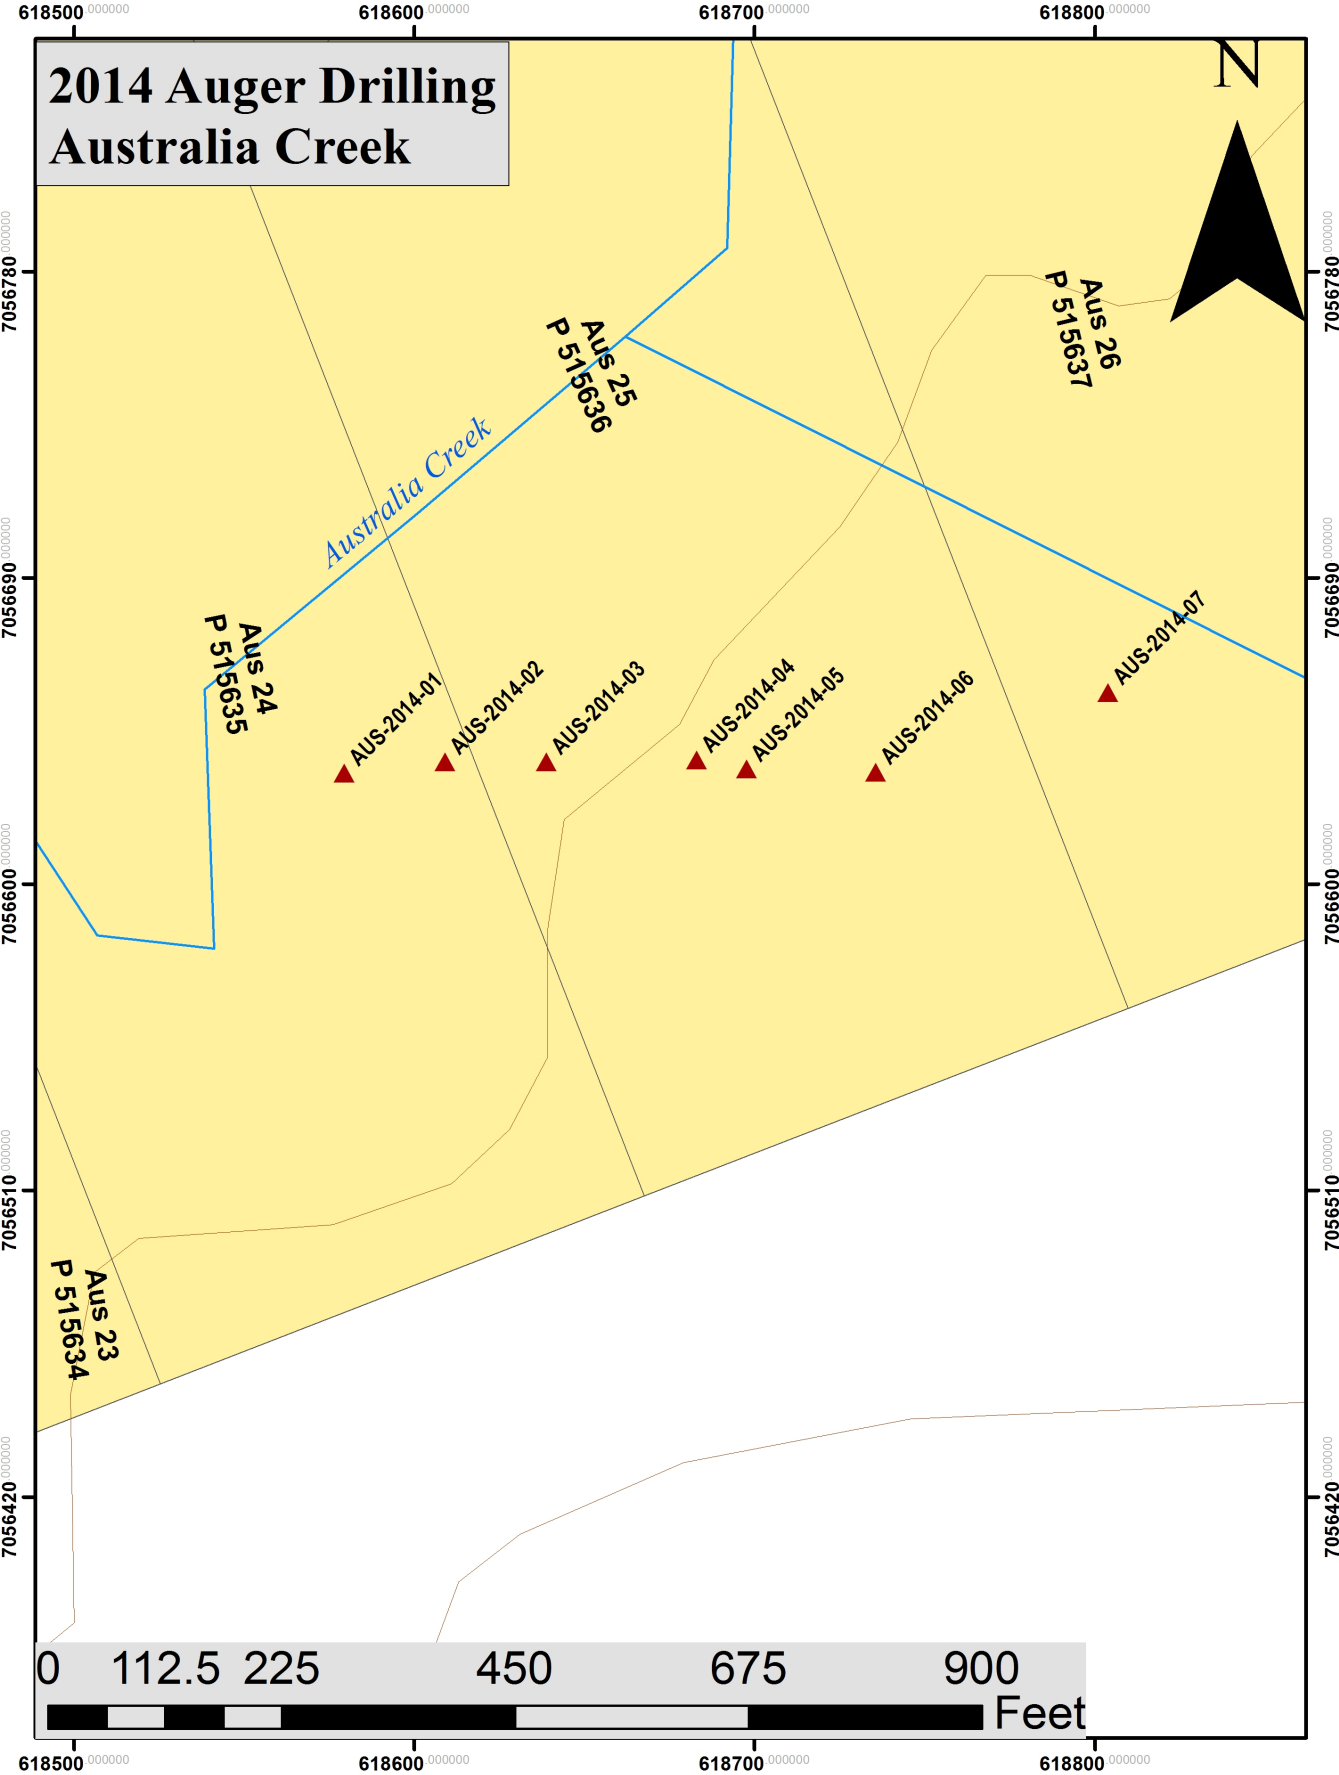 618500.000000 618600.000000 618700.000000 618800.000000
2014 Auger Drilling
Australia Creek
N
7056780.000000
7056780.000000
Aus 26
P 515637
Aus 25
P 515636
Australia Creek
7056690.000000
7056690.000000
Aus 24
P 515635
AUS-2014-01
AUS-2014-02
AUS-2014-03
AUS-2014-04
AUS-2014-05
AUS-2014-06
AUS-2014-07
7056600.000000
7056600.000000
7056510.000000
7056510.000000
Aus 23
P 515634
7056420.000000
7056420.000000
0 112.5 225 450 675 900
Feet
618500.000000 618600.000000 618700.000000 618800.000000